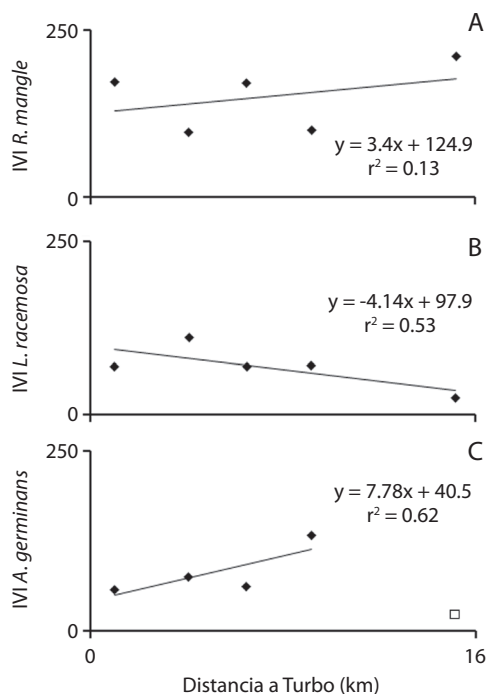 A
250
IVI R. mangle
y = 3.4x + 124.9
r² = 0.13
0
B
250
IVI L. racemosa
y = -4.14x + 97.9
r² = 0.53
0
C
250
IVI A. germinans
y = 7.78x + 40.5
r² = 0.62
0
0
16
Distancia a Turbo (km)